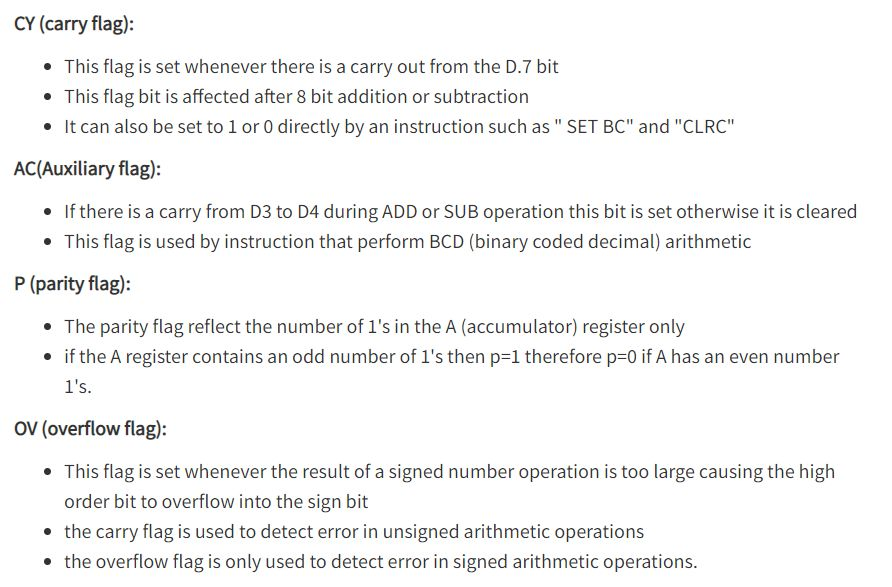 CY (carry flag):
• This flag is set whenever there is a carry out from the D.7 bit
• This flag bit is affected after 8 bit addition or subtraction
• It can also be set to 1 or 0 directly by an instruction such as " SET BC" and "CLRC"
AC(Auxiliary flag):
• If there is a carry from D3 to D4 during ADD or SUB operation this bit is set otherwise it is cleared
• This flag is used by instruction that perform BCD (binary coded decimal) arithmetic
P (parity flag):
• The parity flag reflect the number of 1's in the A (accumulator) register only
• if the A register contains an odd number of 1's then p=1 therefore p=0 if A has an even number
1's.
OV (overflow flag):
• This flag is set whenever the result of a signed number operation is too large causing the high
order bit to overflow into the sign bit
• the carry flag is used to detect error in unsigned arithmetic operations
• the overflow flag is only used to detect error in signed arithmetic operations.